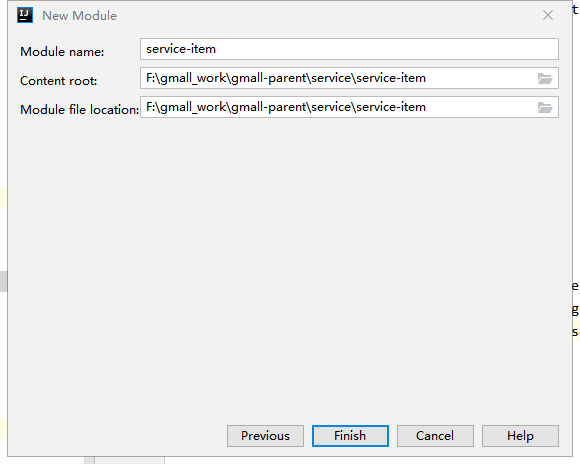 IJ New Module
t
Module name: service-item
Content root: F:\gmall_work\gmall-parent\service\service-item
Module file location: F:\gmall_work\gmall-parent\service\service-item
e
g
s
Previous Finish Cancel Help